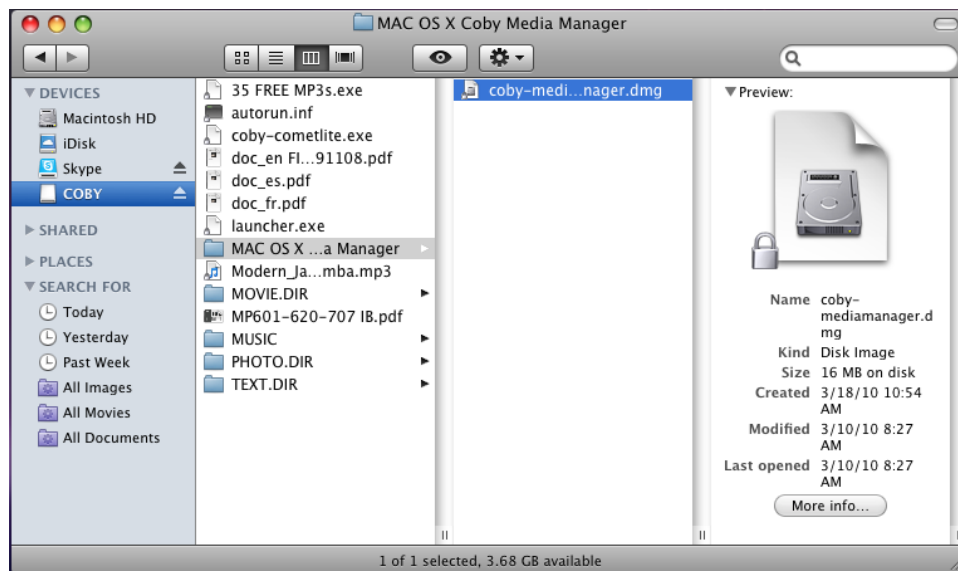 MAC OS X Coby Media Manager
DEVICES
Macintosh HD
iDisk
Skype
COBY
SHARED
PLACES
SEARCH FOR
Today
Yesterday
Past Week
All Images
All Movies
All Documents
35 FREE MP3s.exe
autorun.inf
coby-cometlite.exe
doc_en FI...91108.pdf
doc_es.pdf
doc_fr.pdf
launcher.exe
MAC OS X ...a Manager
Modern_Ja...mba.mp3
MOVIE.DIR
MP601-620-707 IB.pdf
MUSIC
PHOTO.DIR
TEXT.DIR
coby-medi...nager.dmg
Preview:
Name coby-
mediamanager.d
mg
Kind Disk Image
Size 16 MB on disk
Created 3/18/10 10:54
AM
Modified 3/10/10 8:27
AM
Last opened 3/10/10 8:27
AM
More info...
1 of 1 selected, 3.68 GB available